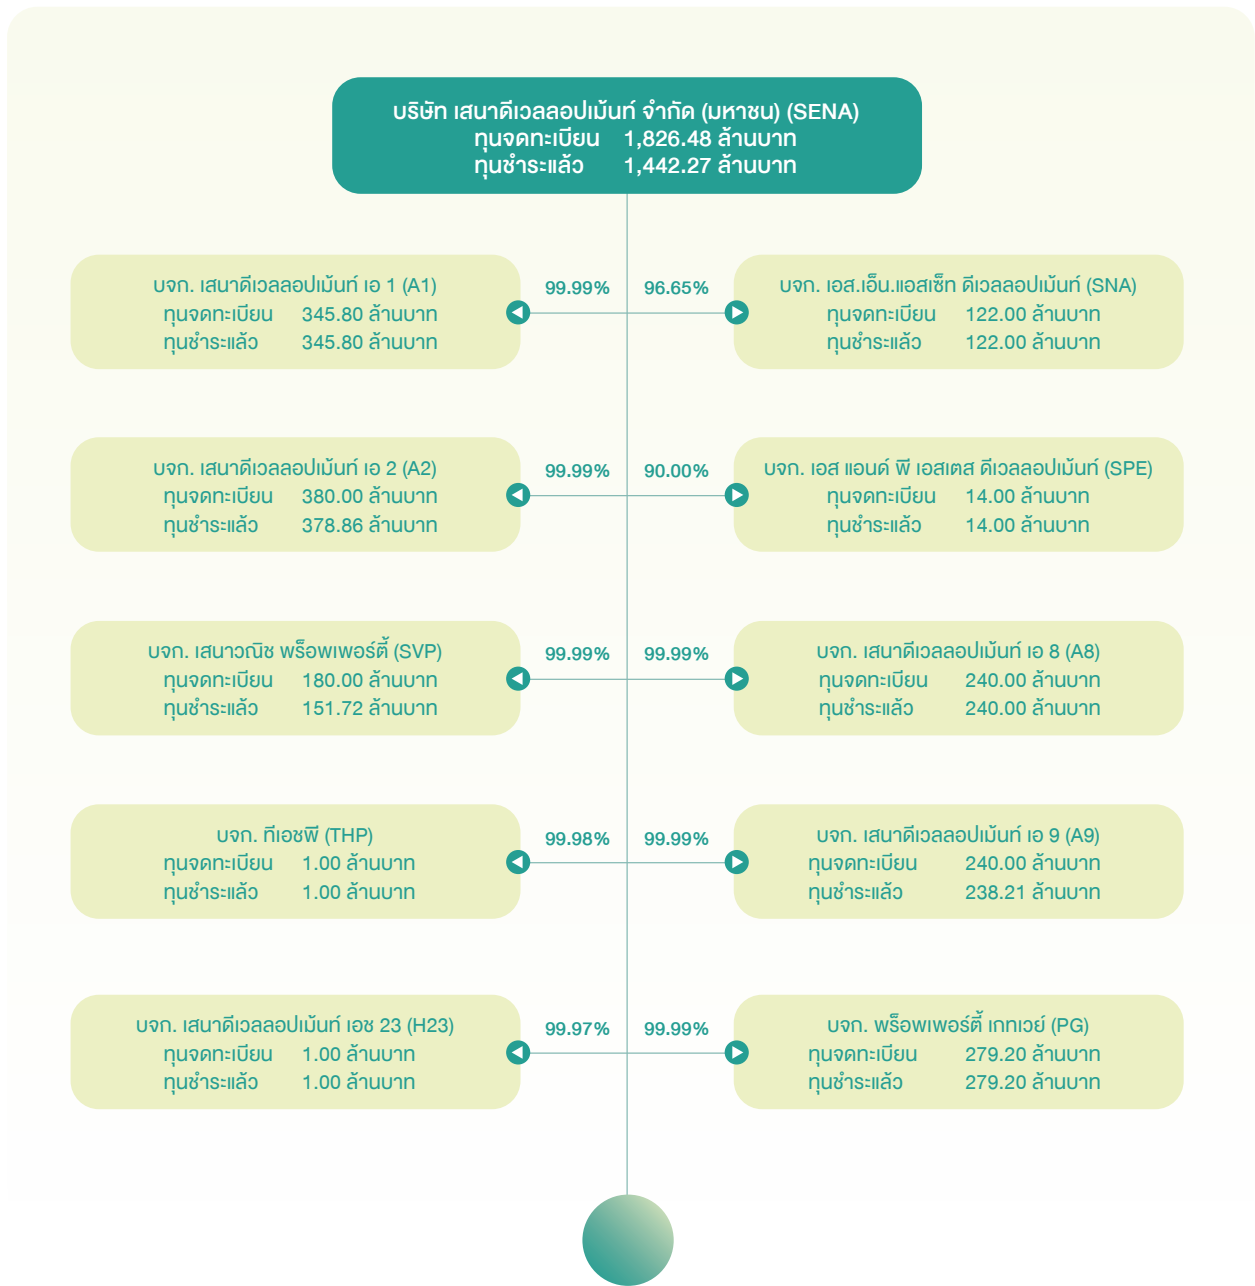 บริษัท เสนาดีเวลลอปเม้นท์ จำกัด (มหาชน) (SENA)
ทุนจดทะเบียน 1,826.48 ล้านบาท
ทุนชำระแล้ว 1,442.27 ล้านบาท
บจก. เสนาดีเวลลอปเม้นท์ เอ 1 (A1)
ทุนจดทะเบียน 345.80 ล้านบาท
ทุนชำระแล้ว 345.80 ล้านบาท
99.99% 96.65%
บจก. เอส.เอ็น.แอสเซ็ท ดีเวลลอปเม้นท์ (SNA)
ทุนจดทะเบียน 122.00 ล้านบาท
ทุนชำระแล้ว 122.00 ล้านบาท
บจก. เสนาดีเวลลอปเม้นท์ เอ 2 (A2)
ทุนจดทะเบียน 380.00 ล้านบาท
ทุนชำระแล้ว 378.86 ล้านบาท
99.99% 90.00%
บจก. เอส แอนด์ พี เอสเตส ดีเวลลอปเม้นท์ (SPE)
ทุนจดทะเบียน 14.00 ล้านบาท
ทุนชำระแล้ว 14.00 ล้านบาท
บจก. เสนาวณิช พร็อพเพอร์ตี้ (SVP)
ทุนจดทะเบียน 180.00 ล้านบาท
ทุนชำระแล้ว 151.72 ล้านบาท
99.99% 99.99%
บจก. เสนาดีเวลลอปเม้นท์ เอ 8 (A8)
ทุนจดทะเบียน 240.00 ล้านบาท
ทุนชำระแล้ว 240.00 ล้านบาท
บจก. ทีเอชพี (THP)
ทุนจดทะเบียน 1.00 ล้านบาท
ทุนชำระแล้ว 1.00 ล้านบาท
99.98% 99.99%
บจก. เสนาดีเวลลอปเม้นท์ เอ 9 (A9)
ทุนจดทะเบียน 240.00 ล้านบาท
ทุนชำระแล้ว 238.21 ล้านบาท
บจก. เสนาดีเวลลอปเม้นท์ เอช 23 (H23)
ทุนจดทะเบียน 1.00 ล้านบาท
ทุนชำระแล้ว 1.00 ล้านบาท
99.97% 99.99%
บจก. พร็อพเพอร์ตี้ เกทเวย์ (PG)
ทุนจดทะเบียน 279.20 ล้านบาท
ทุนชำระแล้ว 279.20 ล้านบาท